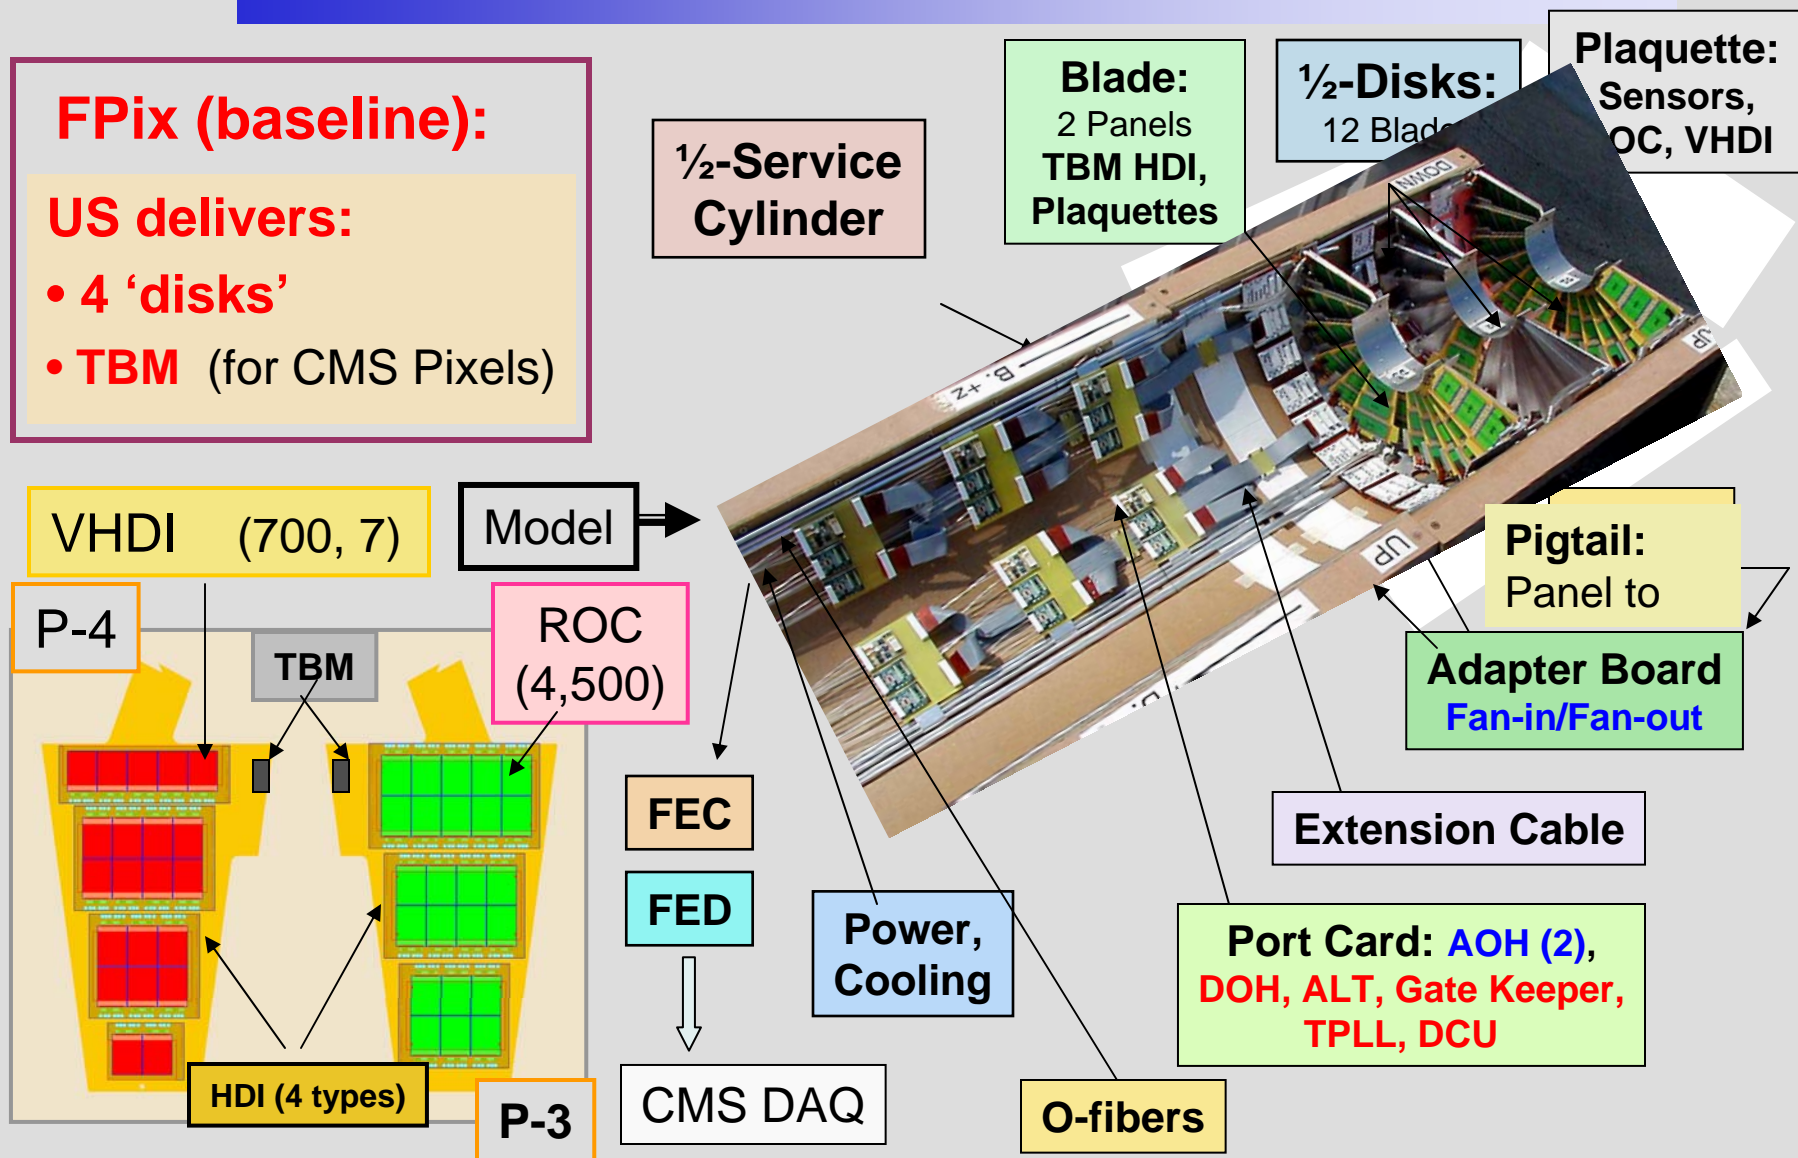 FPix (baseline):
US delivers:
• 4 ‘disks’
• TBM (for CMS Pixels)
½-Service
Cylinder
Blade:
2 Panels
TBM HDI,
Plaquettes
½-Disks:
12 Blade
Plaquette:
Sensors,
OC, VHDI
DOWN
UP
B. +z
UP
VHDI (700, 7)
Model
P-4
TBM
ROC
(4,500)
HDI (4 types)
P-3
FEC
FED
CMS DAQ
Power,
Cooling
O-fibers
Pigtail:
Panel to
Adapter Board
Fan-in/Fan-out
Extension Cable
Port Card: AOH (2),
DOH, ALT, Gate Keeper,
TPLL, DCU